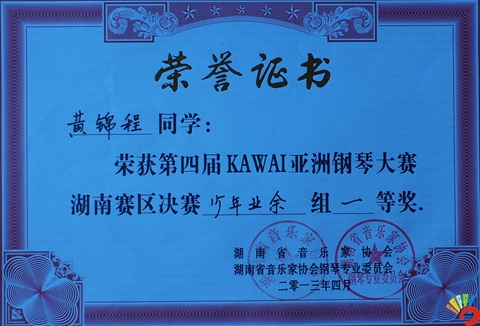 荣誉证书
黄锦程 同学:
荣获第四届KAWAI亚洲钢琴大赛
湖南赛区决赛 少年业余 组 一 等奖.
湖南省音乐家协会
湖南省音乐家协会钢琴专业委员会
二〇一三年四月